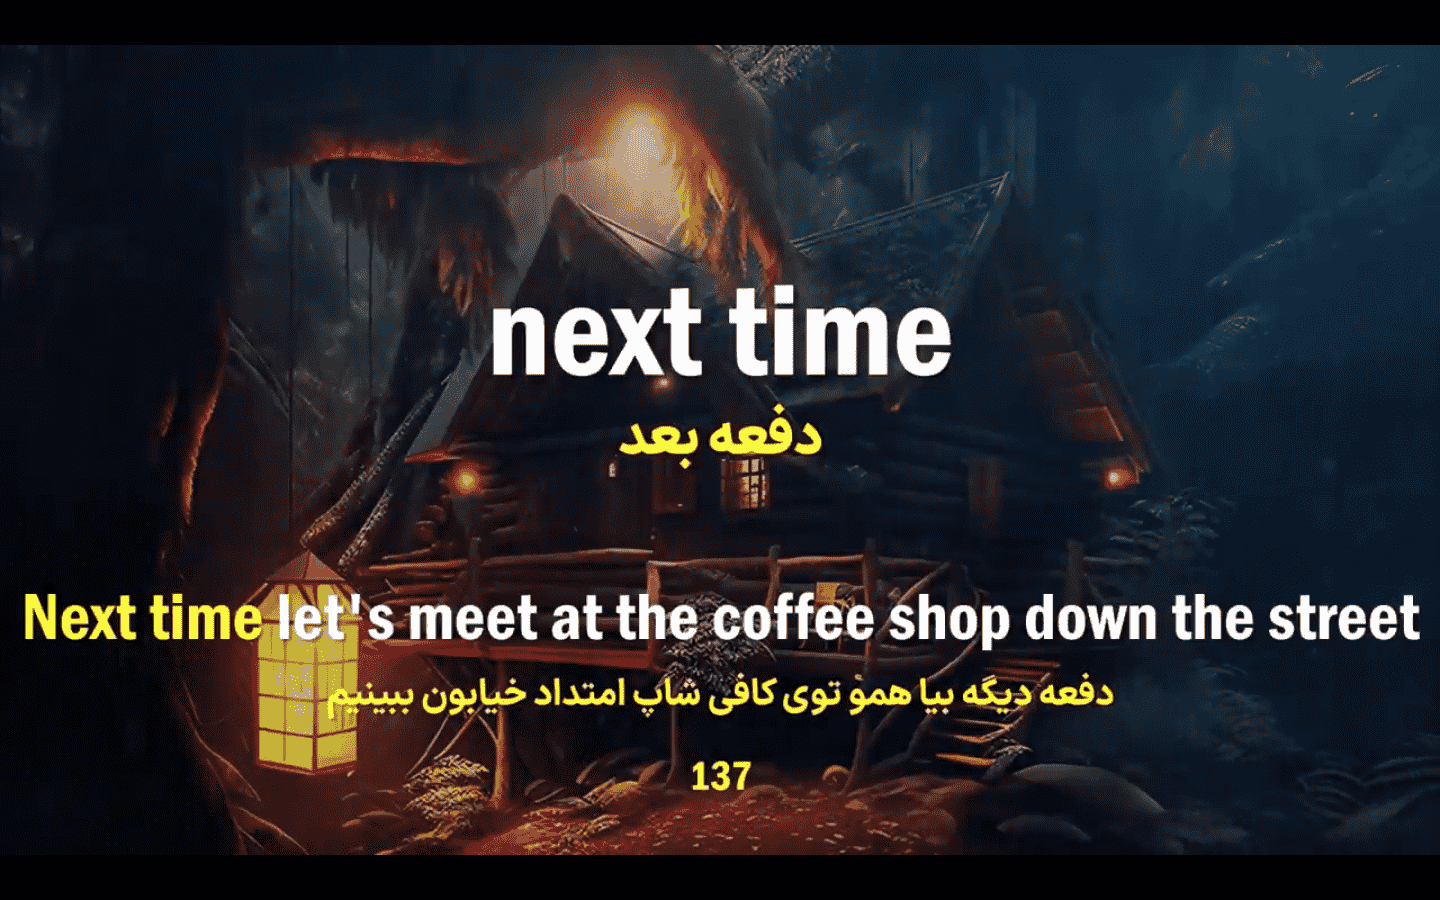 next time
دفعه بعد
Next time let's meet at the coffee shop down the street
دفعه دیگه بیا همو توی کافی شاپ امتداد خیابون ببینیم
137